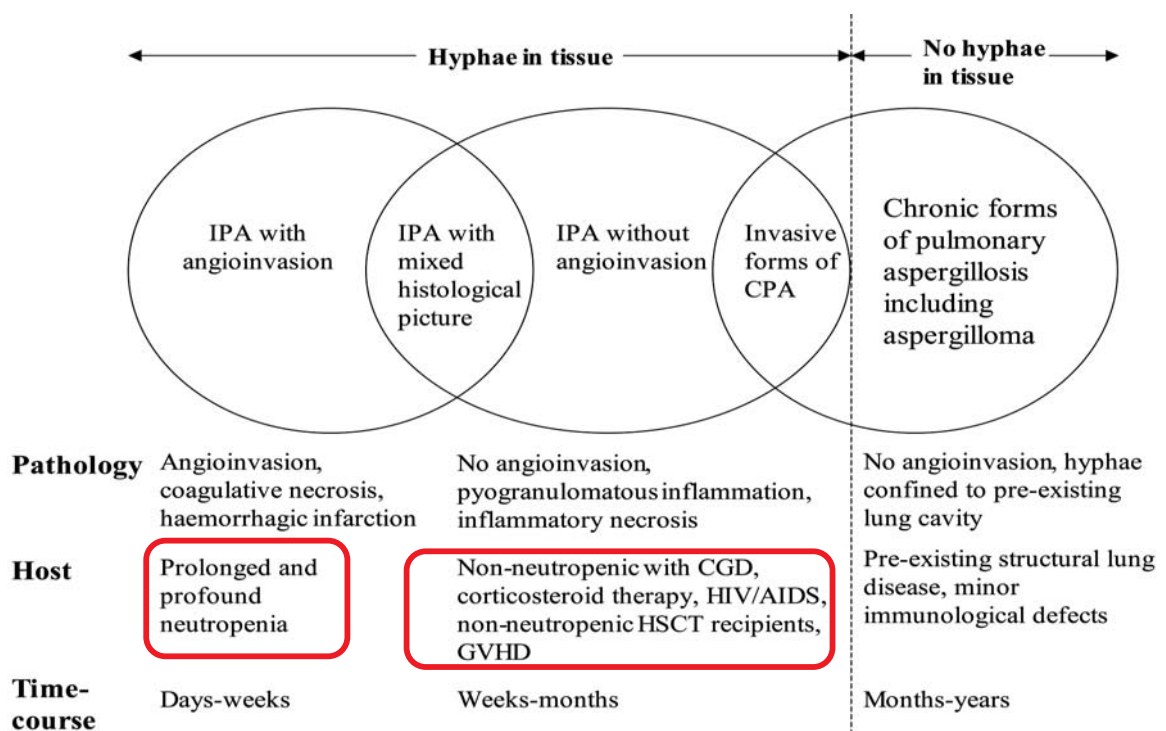 Hyphae in tissue
No hyphae
in tissue
IPA with
angioinvasion
IPA with
mixed
histological
picture
IPA without
angioinvasion
Invasive
forms of
CPA
Chronic forms
of pulmonary
aspergillosis
including
aspergilloma
Pathology
Angioinvasion,
coagulative necrosis,
haemorrhagic infarction
No angioinvasion,
pyogranulomatous inflammation,
inflammatory necrosis
No angioinvasion, hyphae
confined to pre-existing
lung cavity
Host
Prolonged and
profound
neutropenia
Non-neutropenic with CGD,
corticosteroid therapy, HIV/AIDS,
non-neutropenic HSCT recipients,
GVHD
Pre-existing structural lung
disease, minor
immunological defects
Time-
course
Days-weeks
Weeks-months
Months-years